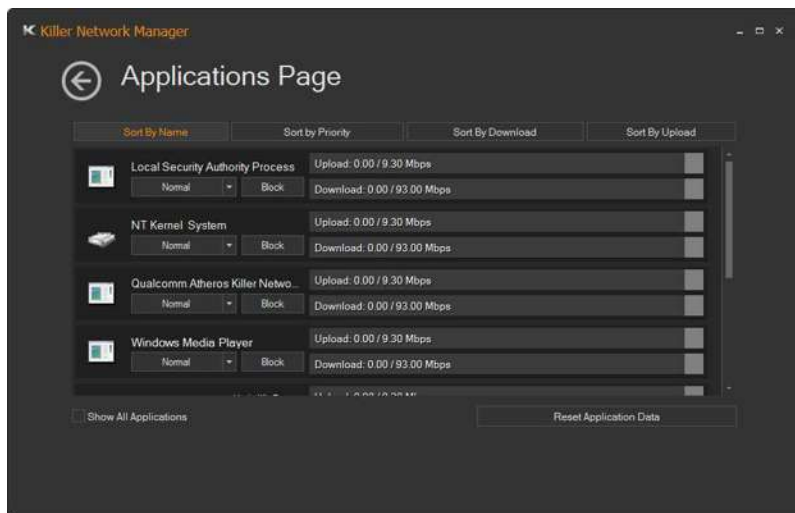 Killer Network Manager
Applications Page
Sort By Name Sort by Priority Sort By Download Sort By Upload
Local Security Authority Process Upload: 0.00 / 9.30 Mbps
Normal Block Download: 0.00 / 93.00 Mbps
NT Kernel System Upload: 0.00 / 9.30 Mbps
Normal Block Download: 0.00 / 93.00 Mbps
Qualcomm Atheros Killer Netwo... Upload: 0.00 / 9.30 Mbps
Normal Block Download: 0.00 / 93.00 Mbps
Windows Media Player Upload: 0.00 / 9.30 Mbps
Normal Block Download: 0.00 / 93.00 Mbps
Show All Applications Reset Application Data